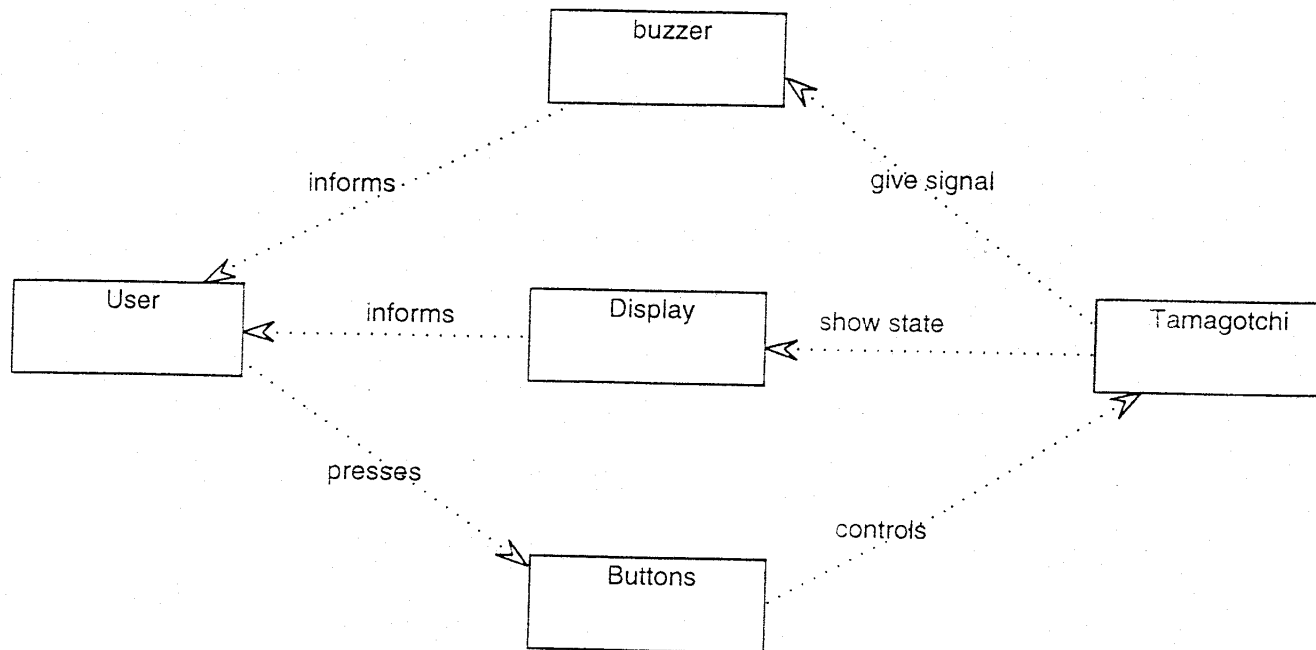 buzzer
informs
give signal
User
informs
Display
show state
Tamagotchi
presses
controls
Buttons